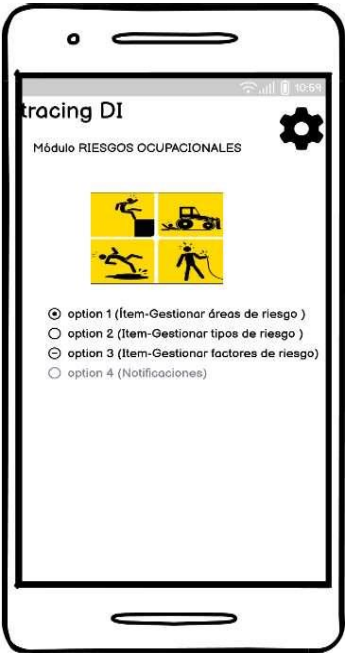 10:59
tracing DI
Módulo RIESGOS OCUPACIONALES
option 1 (Ítem-Gestionar áreas de riesgo )
option 2 (Item-Gestionar tipos de riesgo )
option 3 (Item-Gestionar factores de riesgo)
option 4 (Notificaciones)